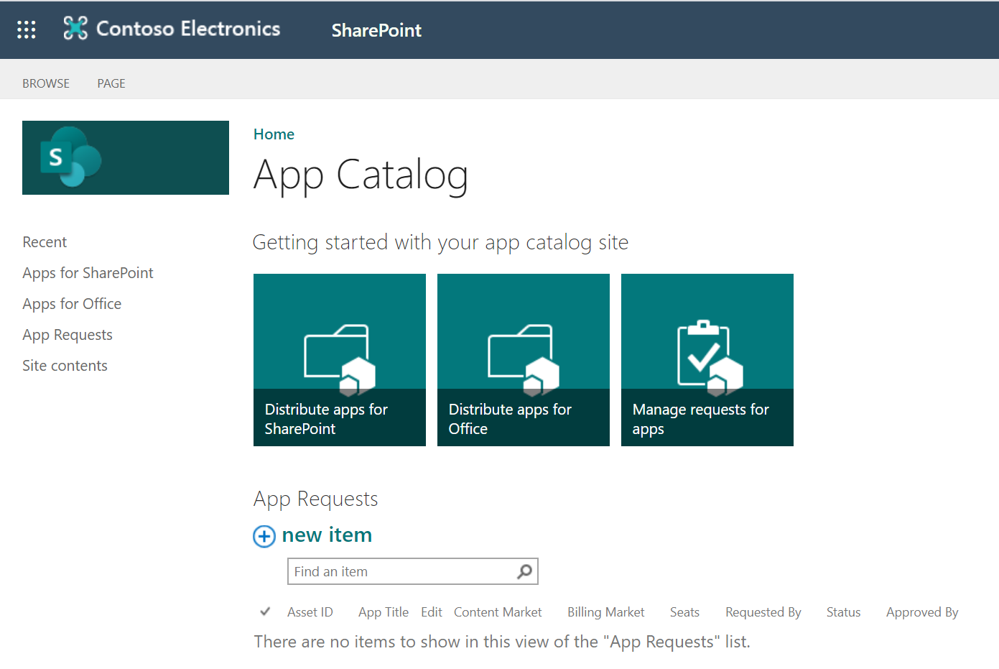 Contoso Electronics
SharePoint
BROWSE PAGE
S
Home
App Catalog
Recent
Apps for SharePoint
Apps for Office
App Requests
Site contents
Getting started with your app catalog site
Distribute apps for
SharePoint
Distribute apps for
Office
Manage requests for
apps
App Requests
new item
Find an item
Asset ID App Title Edit Content Market Billing Market Seats Requested By Status Approved By
There are no items to show in this view of the "App Requests" list.